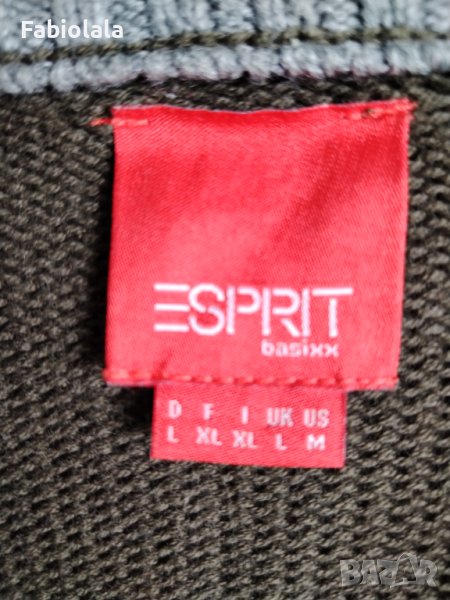 Fabiolala
ESPRIT
basixx
D F I UK US
L XL XL L M
BAZAR